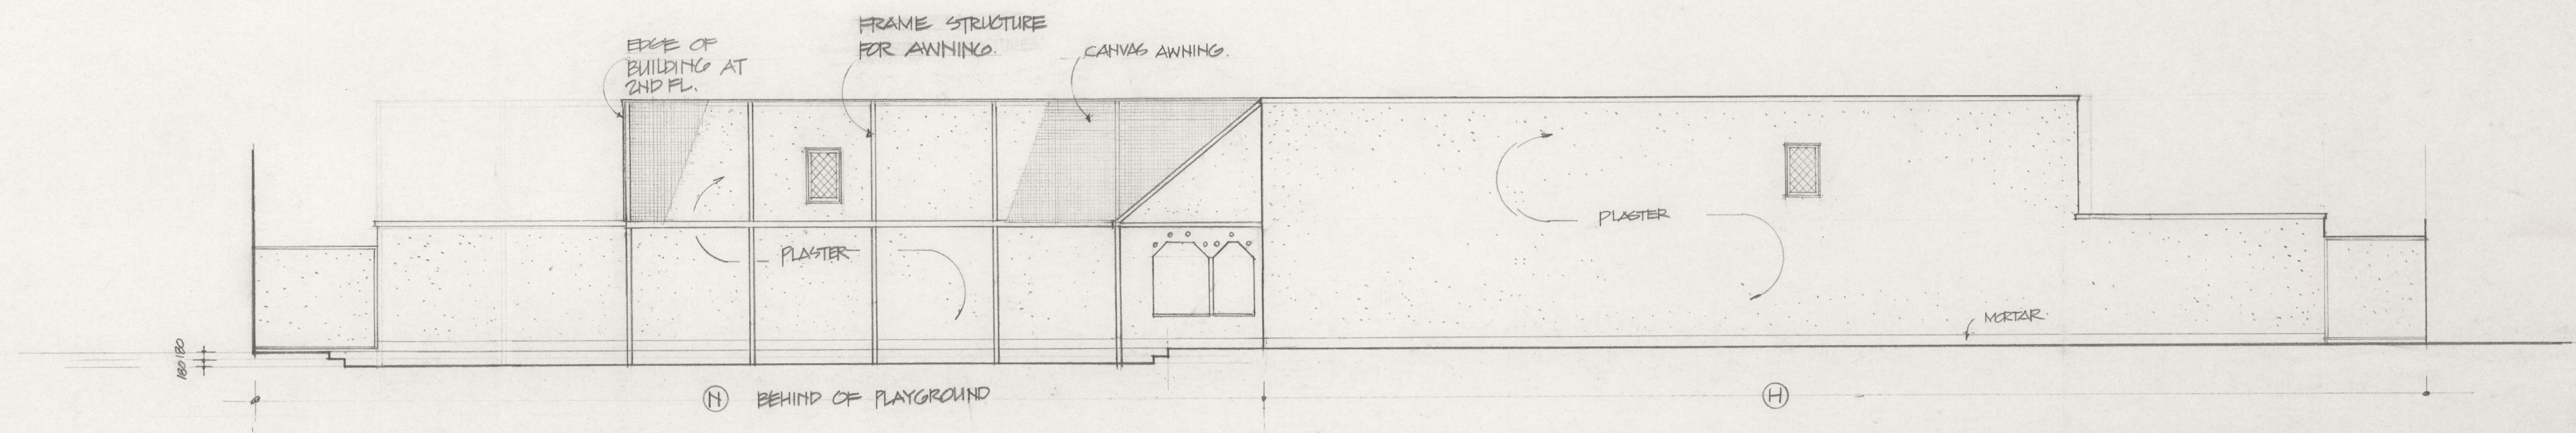 FRAME STRUCTURE
FOR AWNING.
EDGE OF
BUILDING AT
2ND FL.
CANVAS AWNING.
PLASTER
PLASTER
MORTAR
180 180
N BEHIND OF PLAYGROUND
H